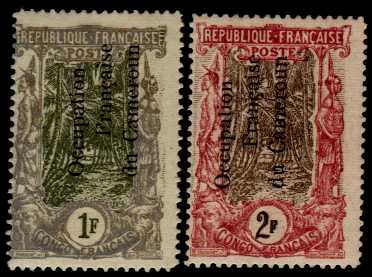 REPUBLIQUE FRANÇAISE
POSTE
Occupation
Française
du Cameroun
1F
CONGO FRANÇAIS
REPUBLIQUE FRANÇAISE
POSTE
Occupation
Française
du Cameroun
2F
CONGO FRANÇAIS